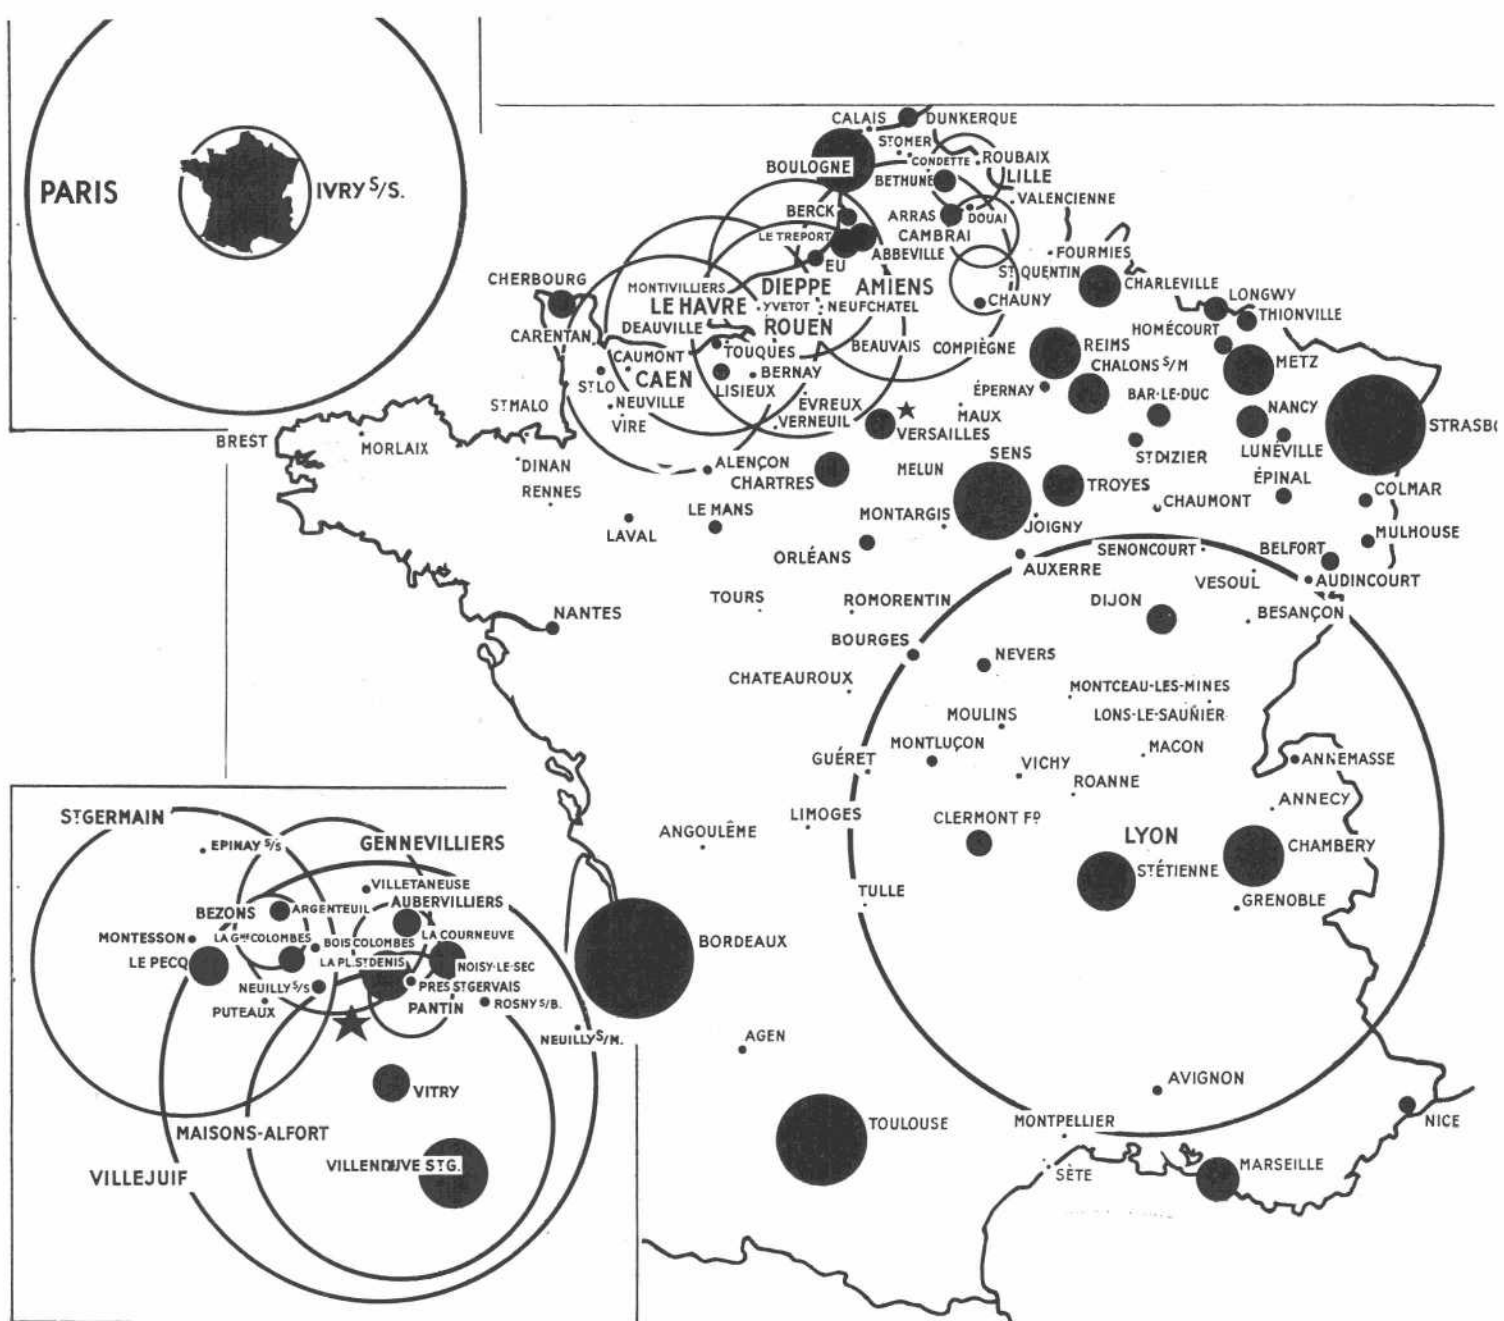 PARIS
IVRY S/S.
CALAIS
DUNKERQUE
ST OMER
BOULOGNE
CONDETTE
ROUBAIX
LILLE
BETHUNE
VALENCIENNE
BERCK
ARRAS
DOUAI
LE TREPORT
CAMBRAI
ABBEVILLE
FOURMIES
EU
ST QUENTIN
CHERBOURG
MONTIVILLIERS
DIEPPE
AMIENS
CHARLEVILLE
LE HAVRE
YVETOT
NEUFCHATEL
CHAUNY
LONGWY
THIONVILLE
CARENTAN
DEAUVILLE
ROUEN
HOMÉCOURT
CAUMONT
TOUQUES
BEAUVAIS
COMPIÈGNE
REIMS
METZ
ST LO
CAEN
BERNAY
CHALONS S/M
LISIEUX
ÉPERNAY
BAR-LE-DUC
ST MALO
NEUVILLE
ÉVREUX
MAUX
NANCY
VIRE
VERNEUIL
VERSAILLES
STRASBO
BREST
MORLAIX
LUNÉVILLE
SENS
ST DIZIER
DINAN
ALENÇON
MELUN
CHARTRES
ÉPINAL
RENNES
TROYES
COLMAR
LE MANS
CHAUMONT
MONTARGIS
JOIGNY
LAVAL
MULHOUSE
ORLÉANS
SENONCOURT
BELFORT
AUXERRE
VESOUL
AUDINCOURT
TOURS
ROMORENTIN
DIJON
BESANÇON
NANTES
BOURGES
NEVERS
CHATEAUROUX
MONTCEAU-LES-MINES
MOULINS
LONS-LE-SAUNIER
MONTLUÇON
MACON
GUÉRET
VICHY
ANNEMASSE
ROANNE
ANNECY
LIMOGES
CLERMONT FD
ANGOULÊME
LYON
CHAMBERY
ST ÉTIENNE
TULLE
GRENOBLE
BORDEAUX
AGEN
AVIGNON
TOULOUSE
MONTPELLIER
NICE
MARSEILLE
SÈTE
ST GERMAIN
EPINAY S/S
GENNEVILLIERS
VILLETANEUSE
AUBERVILLIERS
BEZONS
ARGENTEUIL
MONTESSON
LA GNE COLOMBES
BOIS COLOMBES
LA COURNEUVE
LE PECQ
LA PL. ST DENIS
NOISY-LE-SEC
NEUILLY S/S
PRES ST GERVAIS
PUTEAUX
PANTIN
ROSNY S/B.
NEUILLY S/M.
VITRY
MAISONS-ALFORT
VILLENEUVE ST G.
VILLEJUIF